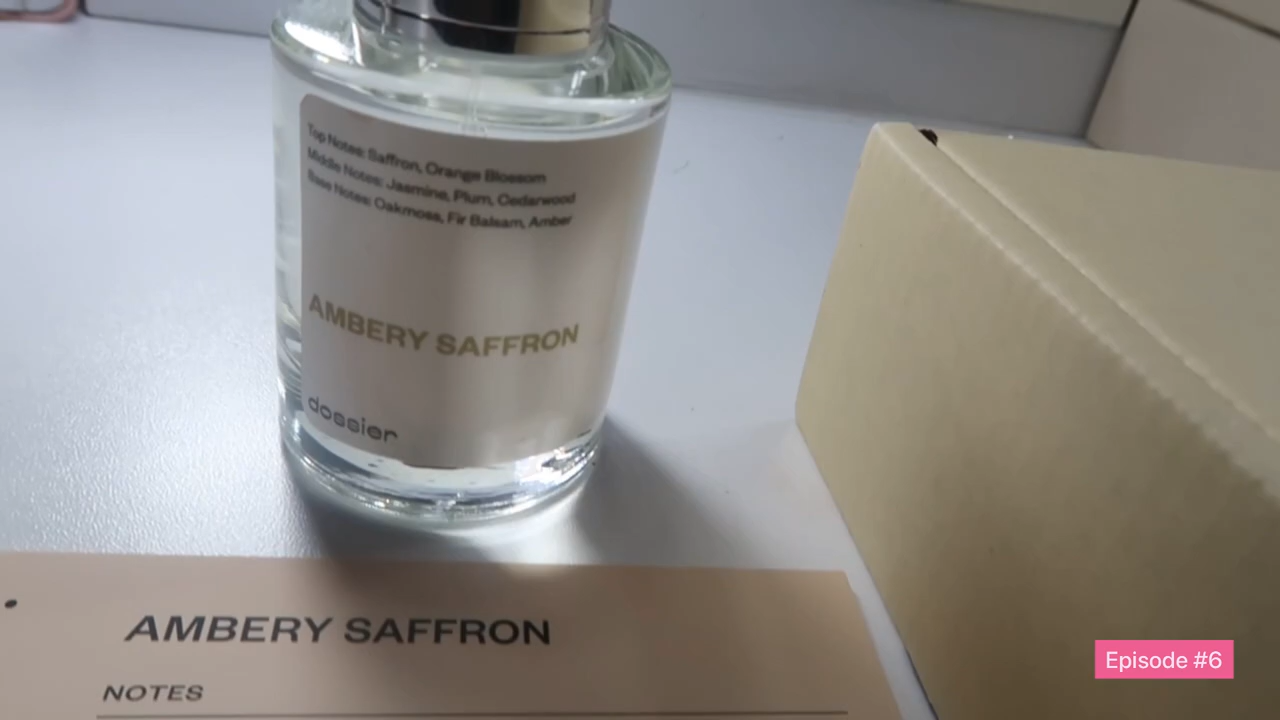 Top Notes: Saffron, Orange Blossom
Middle Notes: Jasmine, Plum, Cedarwood
Base Notes: Oakmoss, Fir Balsam, Amber
AMBERY SAFFRON
dossier
AMBERY SAFFRON
NOTES
Episode #6